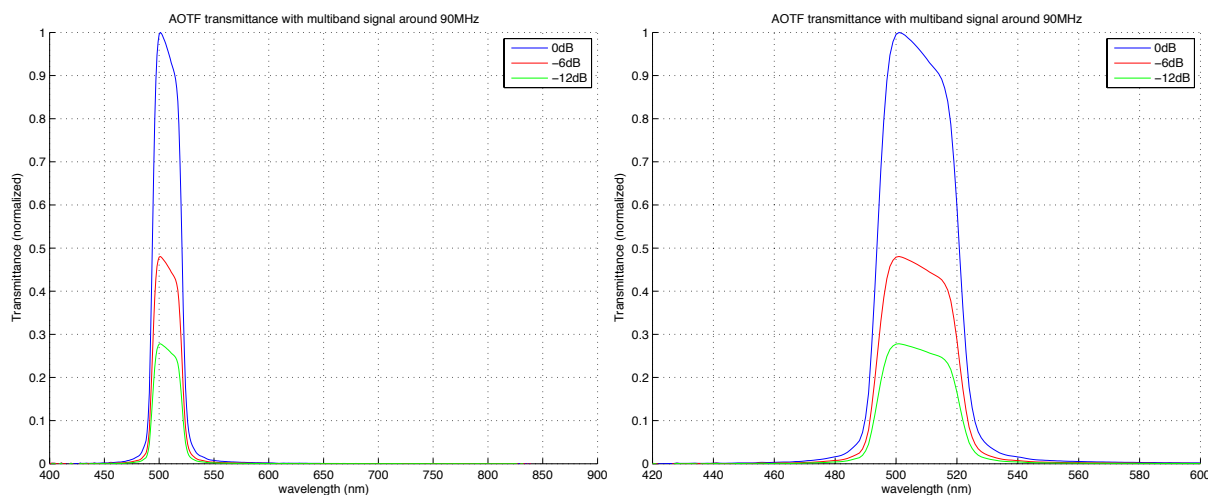 AOTF transmittance with multiband signal around 90MHz
1
0.9
0.8
0.7
0.6
0.5
0.4
0.3
0.2
0.1
0
Transmittance (normalized)
0dB
−6dB
−12dB
400 450 500 550 600 650 700 750 800 850 900
wavelength (nm)
AOTF transmittance with multiband signal around 90MHz
1
0.9
0.8
0.7
0.6
0.5
0.4
0.3
0.2
0.1
0
Transmittance (normalized)
0dB
−6dB
−12dB
420 440 460 480 500 520 540 560 580 600
wavelength (nm)